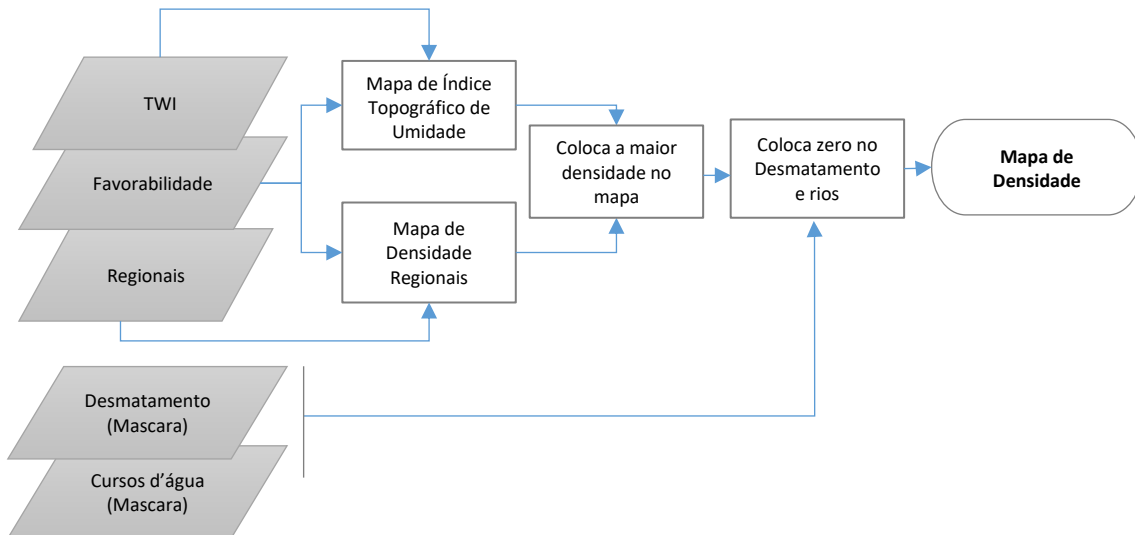 TWI
Favorabilidade
Regionais
Mapa de Índice
Topográfico de
Umidade
Mapa de
Densidade
Regionais
Coloca a maior
densidade no
mapa
Coloca zero no
Desmatamento
e rios
Mapa de
Densidade
Desmatamento
(Mascara)
Cursos d’água
(Mascara)